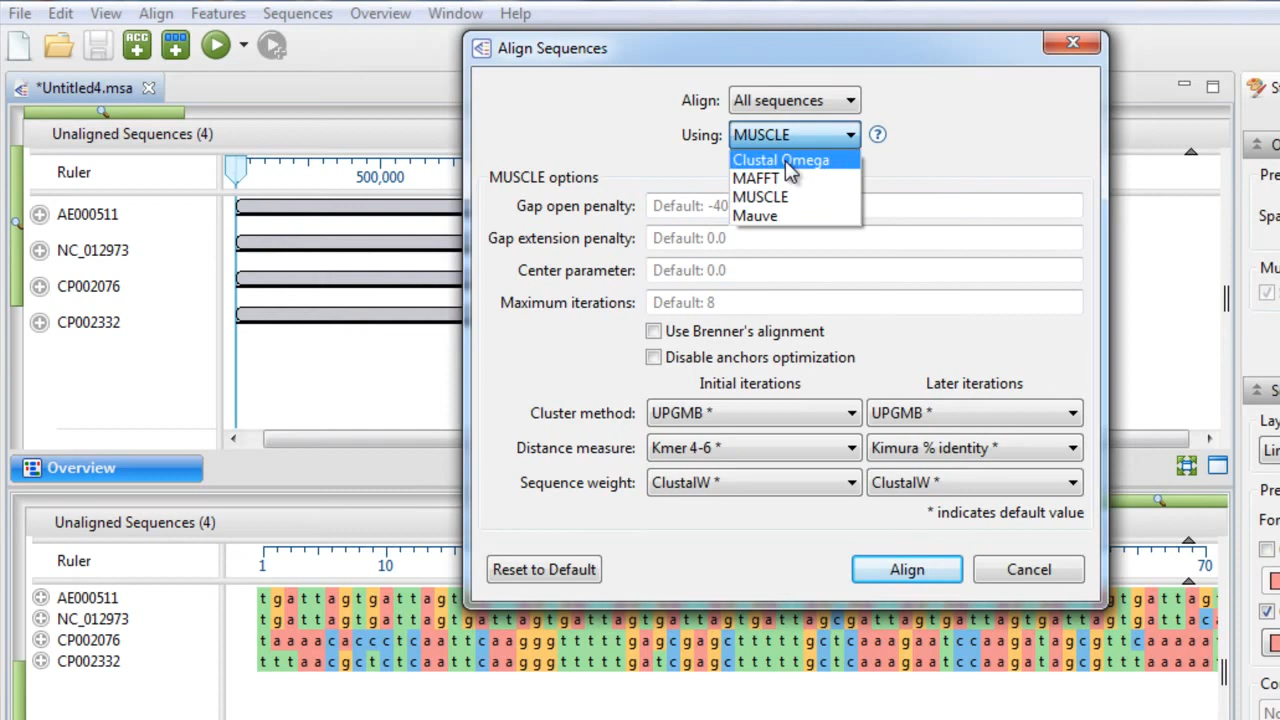 File Edit View Align Features Sequences Overview Window Help
ACC
Align Sequences
*Untitled4.msa
Align: All sequences
Using: MUSCLE ?
Unaligned Sequences (4)
Clustal Omega
MAFFT
MUSCLE
Mauve
Ruler
500,000
AE000511
NC_012973
CP002076
CP002332
MUSCLE options
Gap open penalty: Default: -40
Gap extension penalty: Default: 0.0
Center parameter: Default: 0.0
Maximum iterations: Default: 8
Use Brenner's alignment
Disable anchors optimization
Initial iterations Later iterations
Cluster method: UPGMB * UPGMB *
Distance measure: Kmer 4-6 * Kimura % identity *
Sequence weight: ClustalW * ClustalW *
* indicates default value
Reset to Default Align Cancel
Overview
Unaligned Sequences (4)
Ruler
1 10 70
AE000511 t g a t t a g t g a t t a g t g t g a t t a g
NC_012973 t g a t t a g t g a t t a g t g a t t a g t g a t t a g t g a t t a g t g a t t a g t g a t t a g t g a t t a g t g a t t a g t g a t t a c
CP002076 t a a a a c a c c c t c a a t t c a a g g g t t t t t g a g c g a g c t t t t t g c t c a a a g a a t c c a a g a t a g c g t t t a a a a a
CP002332 t t t a a c g c t c t c a a t t c a a g g g t t t t t g a t c g a g c t t t t t g c t c a a a g a a t c c a a g a t a g c g t t t a a a a a